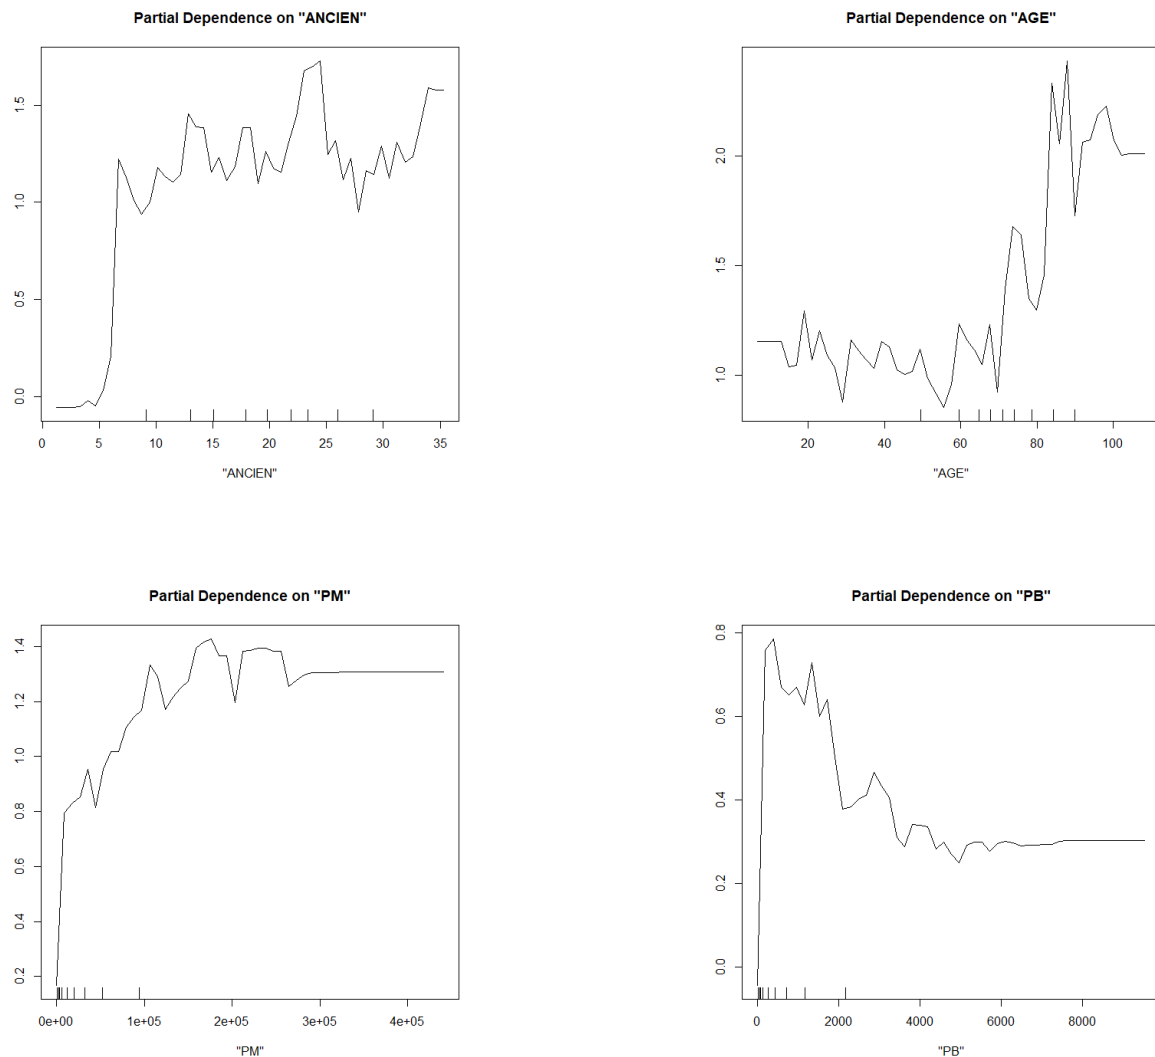 Partial Dependence on "ANCIEN"
1.5
1.0
0.5
0.0
0 5 10 15 20 25 30 35
"ANCIEN"
Partial Dependence on "AGE"
2.0
1.5
1.0
20 40 60 80 100
"AGE"
Partial Dependence on "PM"
1.4
1.2
1.0
0.8
0.6
0.4
0.2
0e+00 1e+05 2e+05 3e+05 4e+05
"PM"
Partial Dependence on "PB"
0.8
0.6
0.4
0.2
0.0
0 2000 4000 6000 8000
"PB"